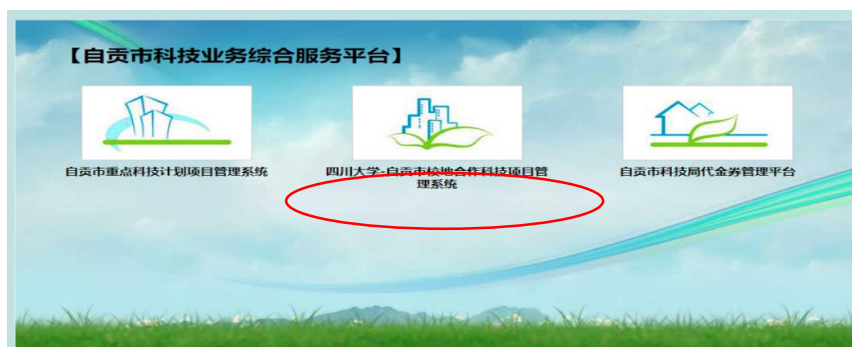 【自贡市科技业务综合服务平台】
自贡市重点科技计划项目管理系统
四川大学-自贡市校地合作科技项目管
理系统
自贡市科技局代金券管理平台